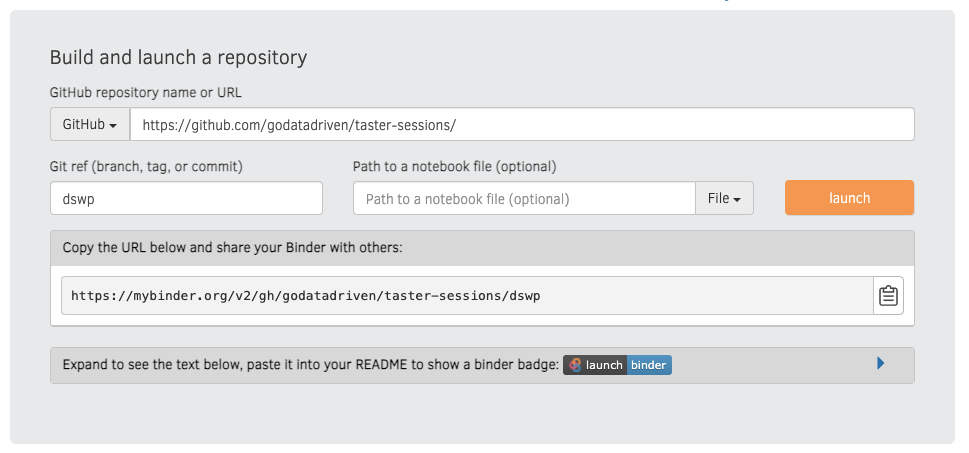 Build and launch a repository
GitHub repository name or URL
GitHub https://github.com/godatadriven/taster-sessions/
Git ref (branch, tag, or commit) Path to a notebook file (optional)
dswp Path to a notebook file (optional) File launch
Copy the URL below and share your Binder with others:
https://mybinder.org/v2/gh/godatadriven/taster-sessions/dswp
Expand to see the text below, paste it into your README to show a binder badge: launch binder